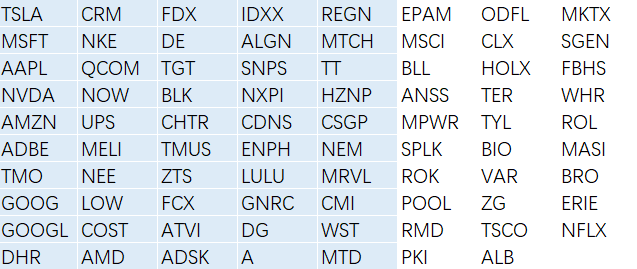 TSLA CRM FDX IDXX REGN EPAM ODFL MKTX
MSFT NKE DE ALGN MTCH MSCI CLX SGEN
AAPL QCOM TGT SNPS TT BLL HOLX FBHS
NVDA NOW BLK NXPI HZNP ANSS TER WHR
AMZN UPS CHTR CDNS CSGP MPWR TYL ROL
ADBE MELI TMUS ENPH NEM SPLK BIO MASI
TMO NEE ZTS LULU MRVL ROK VAR BRO
GOOG LOW FCX GNRC CMI POOL ZG ERIE
GOOGL COST ATVI DG WST RMD TSCO NFLX
DHR AMD ADSK A MTD PKI ALB